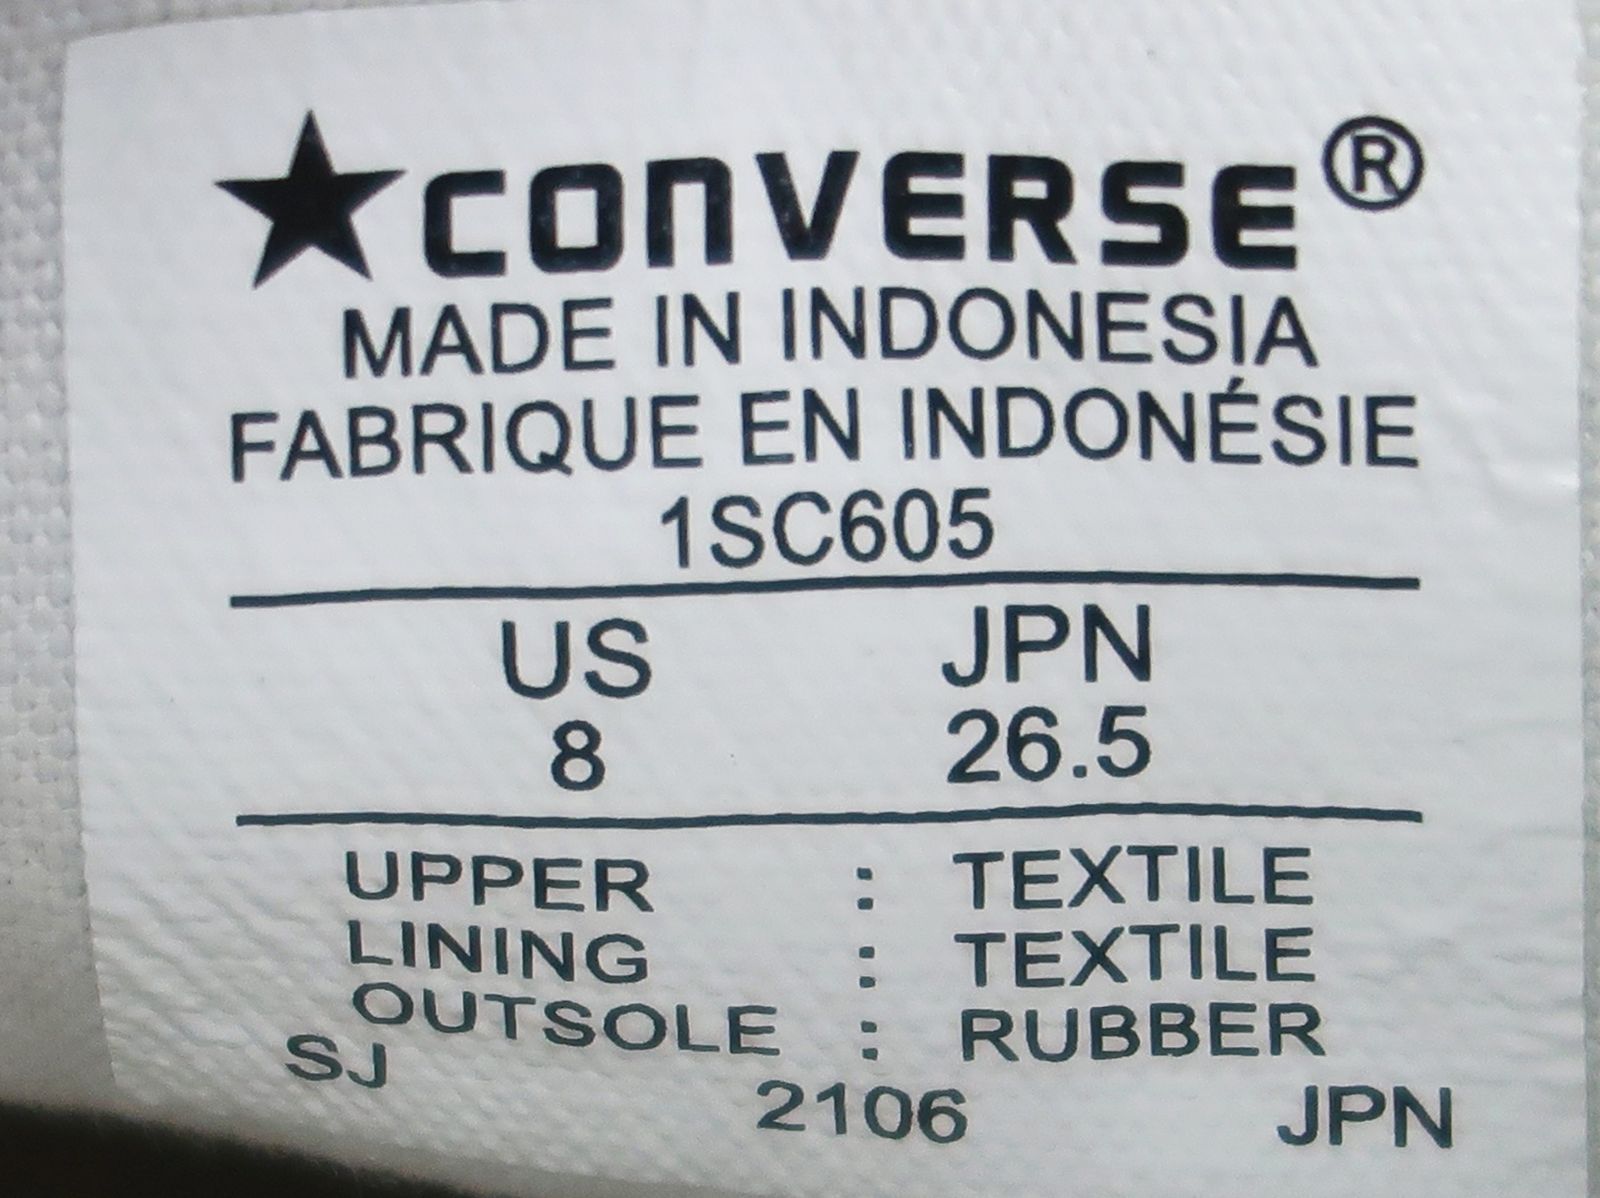 ★CONVERSE®
MADE IN INDONESIA
FABRIQUE EN INDONÉSIE
1SC605
US JPN
8 26.5
UPPER : TEXTILE
LINING : TEXTILE
OUTSOLE : RUBBER
SJ 2106 JPN